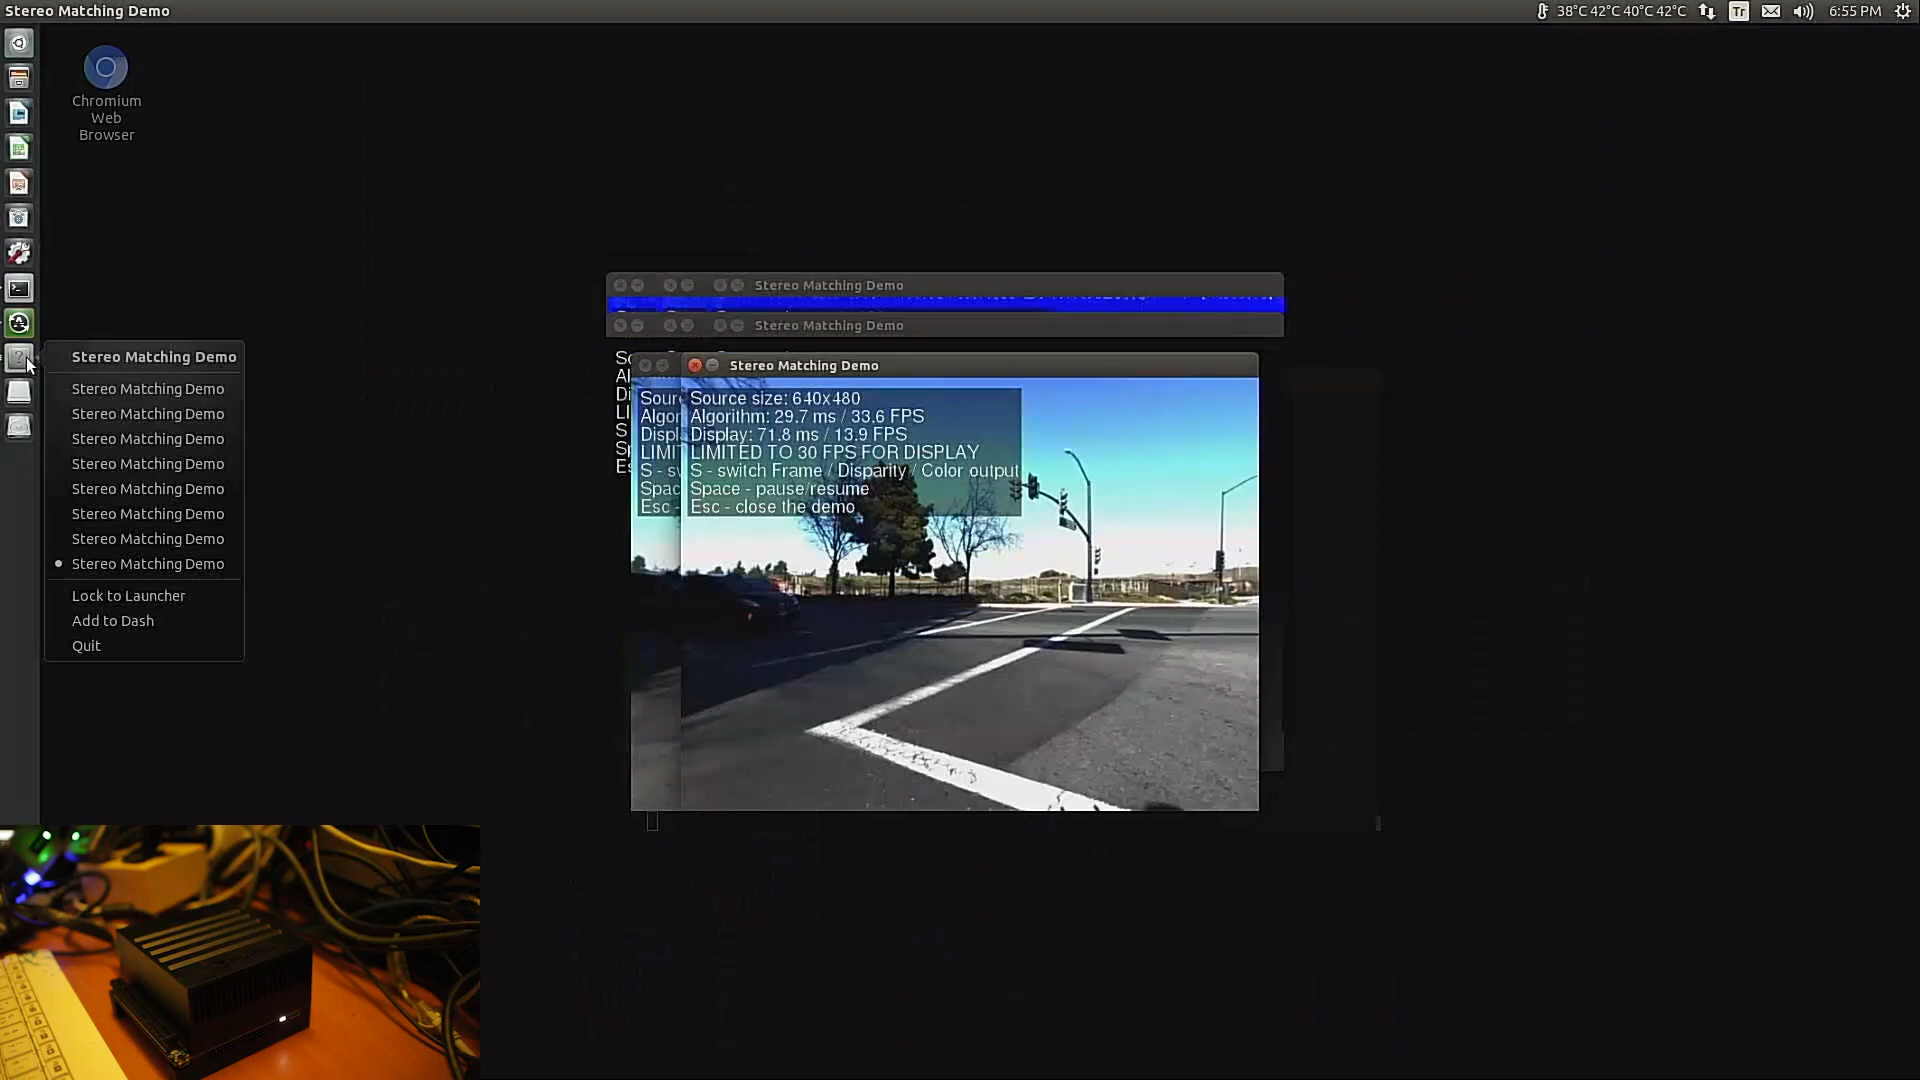 Stereo Matching Demo
38°C 42°C 40°C 42°C
Tr
6:55 PM
Chromium
Web
Browser
Stereo Matching Demo
Stereo Matching Demo
Stereo Matching Demo
Stereo Matching Demo
Stereo Matching Demo
Stereo Matching Demo
Stereo Matching Demo
Stereo Matching Demo
Stereo Matching Demo
Stereo Matching Demo
Lock to Launcher
Add to Dash
Quit
Stereo Matching Demo
Stereo Matching Demo
Stereo Matching Demo
Source size: 640x480
Algorithm: 29.7 ms / 33.6 FPS
Display: 71.8 ms / 13.9 FPS
LIMITED TO 30 FPS FOR DISPLAY
S - switch Frame / Disparity / Color output
Space - pause/resume
Esc - close the demo